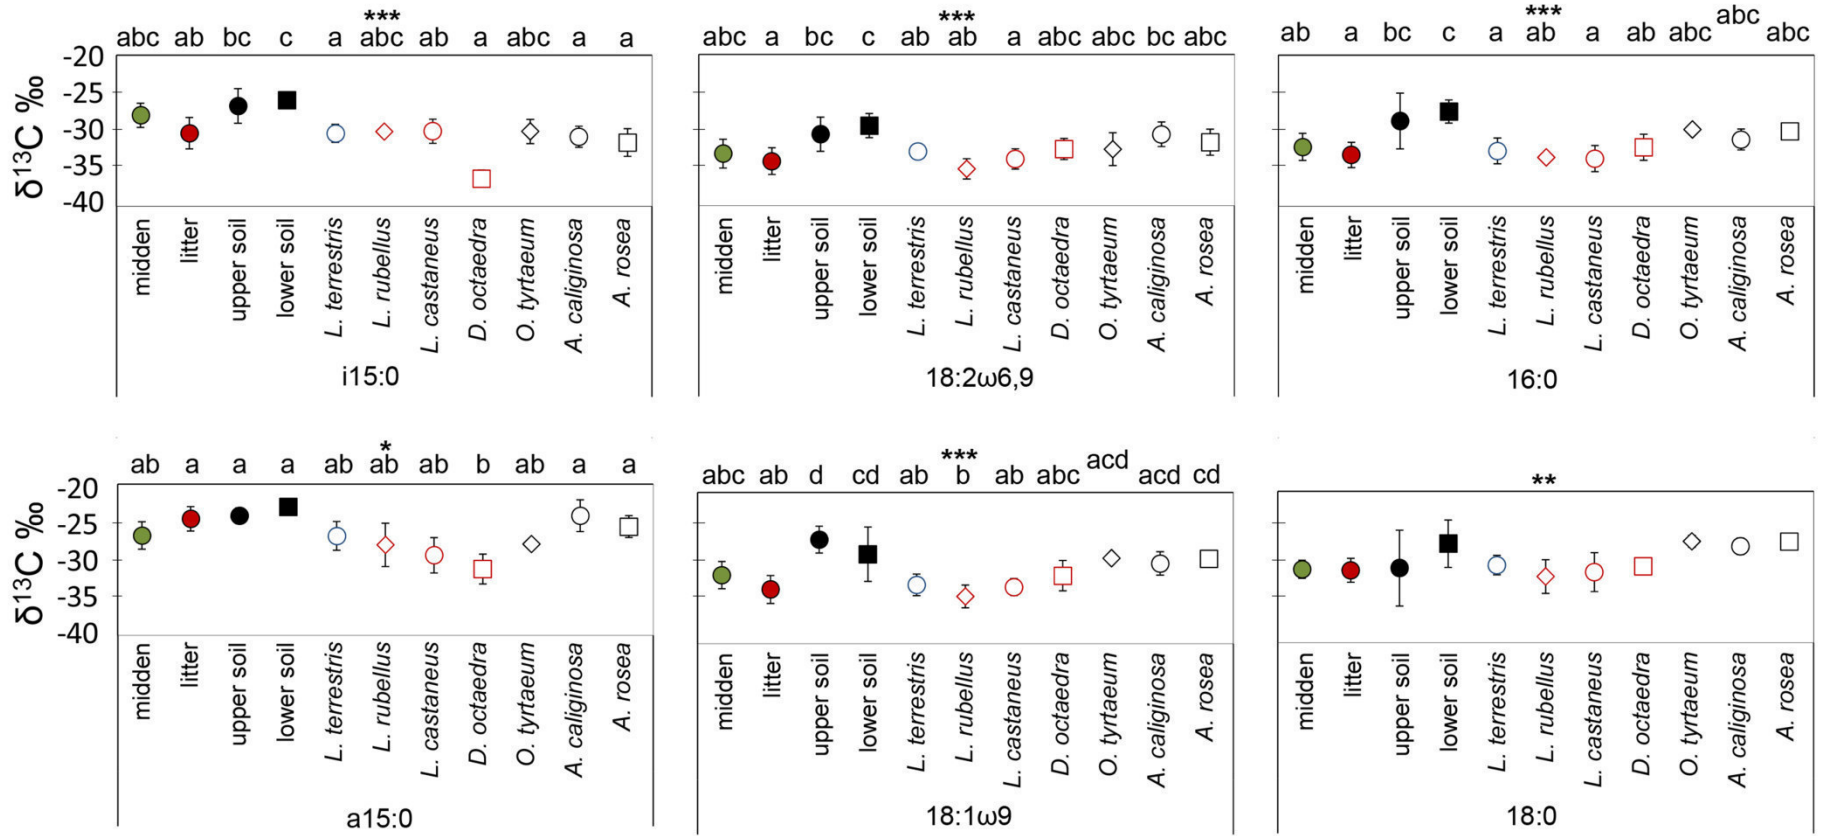 ***
abc ab bc c a abc ab a abc a a
-20
-25
-30
-35
-40
δ¹³C ‰
midden
litter
upper soil
lower soil
L. terrestris
L. rubellus
L. castaneus
D. octaedra
O. tyrtaeum
A. caliginosa
A. rosea
i15:0
***
abc a bc c ab ab a abc abc bc abc
midden
litter
upper soil
lower soil
L. terrestris
L. rubellus
L. castaneus
D. octaedra
O. tyrtaeum
A. caliginosa
A. rosea
18:2ω6,9
***
ab a bc c a ab a ab abc abc abc
midden
litter
upper soil
lower soil
L. terrestris
L. rubellus
L. castaneus
D. octaedra
O. tyrtaeum
A. caliginosa
A. rosea
16:0
*
ab a a a ab ab ab b ab a a
-20
-25
-30
-35
-40
δ¹³C ‰
midden
litter
upper soil
lower soil
L. terrestris
L. rubellus
L. castaneus
D. octaedra
O. tyrtaeum
A. caliginosa
A. rosea
a15:0
***
abc ab d cd ab b ab abc acd acd cd
midden
litter
upper soil
lower soil
L. terrestris
L. rubellus
L. castaneus
D. octaedra
O. tyrtaeum
A. caliginosa
A. rosea
18:1ω9
**
midden
litter
upper soil
lower soil
L. terrestris
L. rubellus
L. castaneus
D. octaedra
O. tyrtaeum
A. caliginosa
A. rosea
18:0